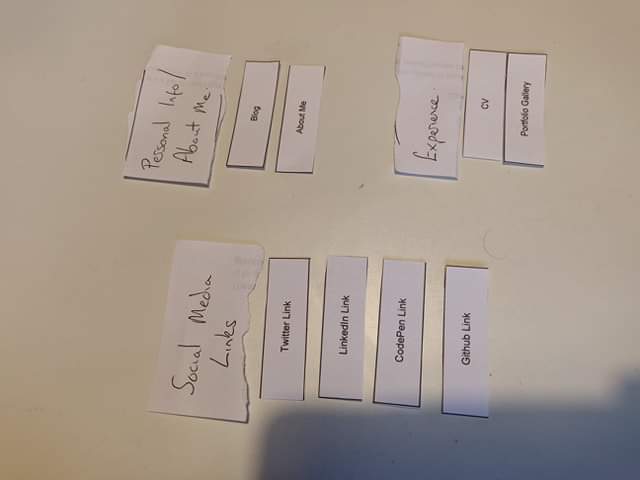 Social Media
Links
Twitter Link
LinkedIn Link
CodePen Link
Github Link
Personal Info/
About Me.
Blog
About Me
Experience.
CV
Portfolio Gallery